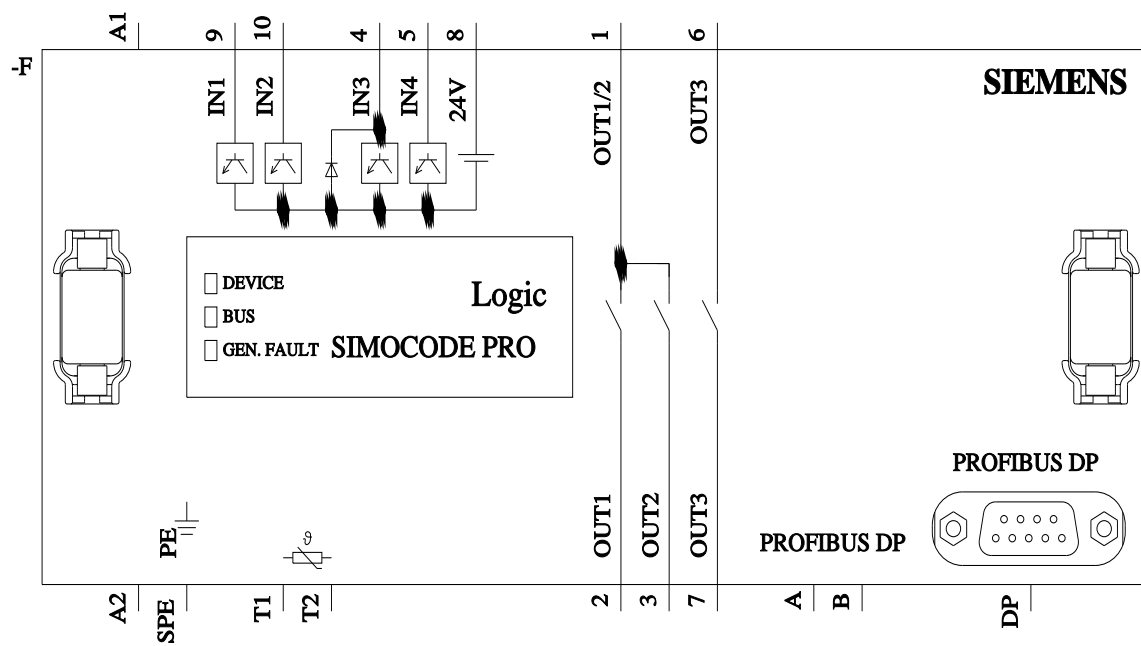 A1
9
10
4
5
8
1
6
-F
IN1
IN2
IN3
IN4
24V
OUT1/2
OUT3
SIEMENS
DEVICE
BUS
GEN. FAULT
Logic
SIMOCODE PRO
PE
ϑ
OUT1
OUT2
OUT3
PROFIBUS DP
PROFIBUS DP
A2
SPE
T1
T2
2
3
7
A
B
DP